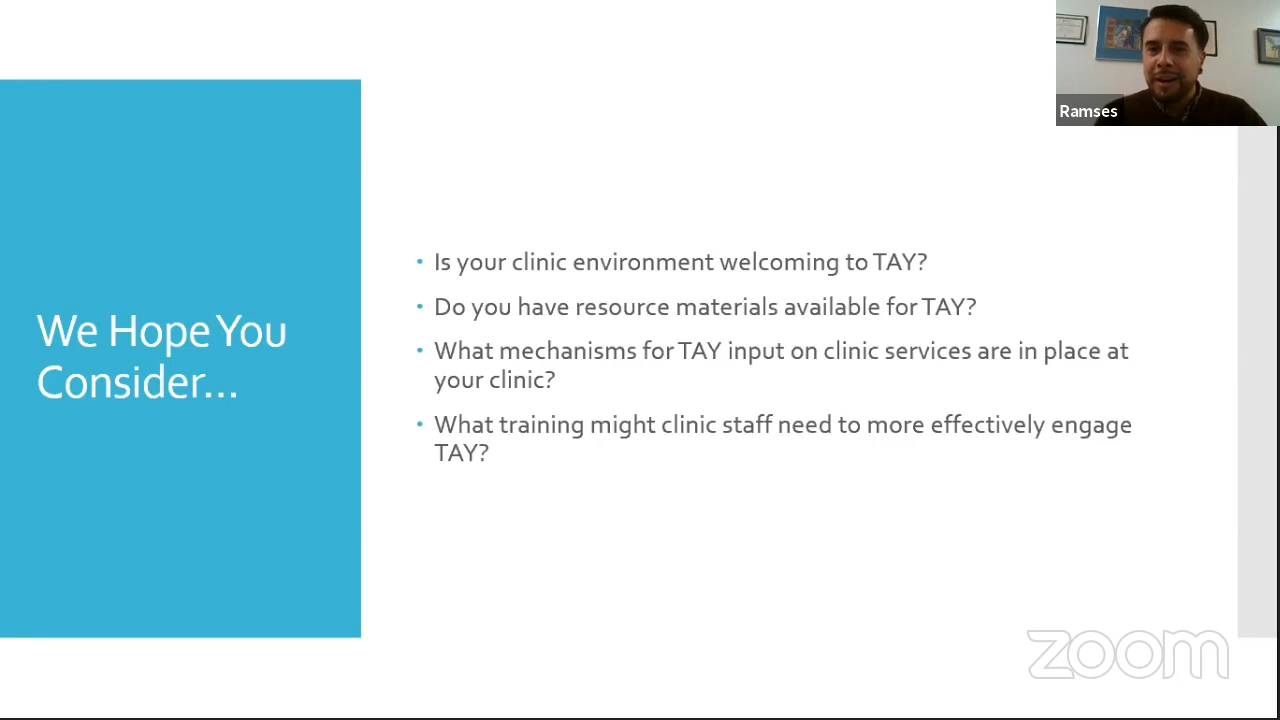 We Hope You
Consider...
• Is your clinic environment welcoming to TAY?
• Do you have resource materials available for TAY?
• What mechanisms for TAY input on clinic services are in place at
your clinic?
• What training might clinic staff need to more effectively engage
TAY?
Ramses
zoom